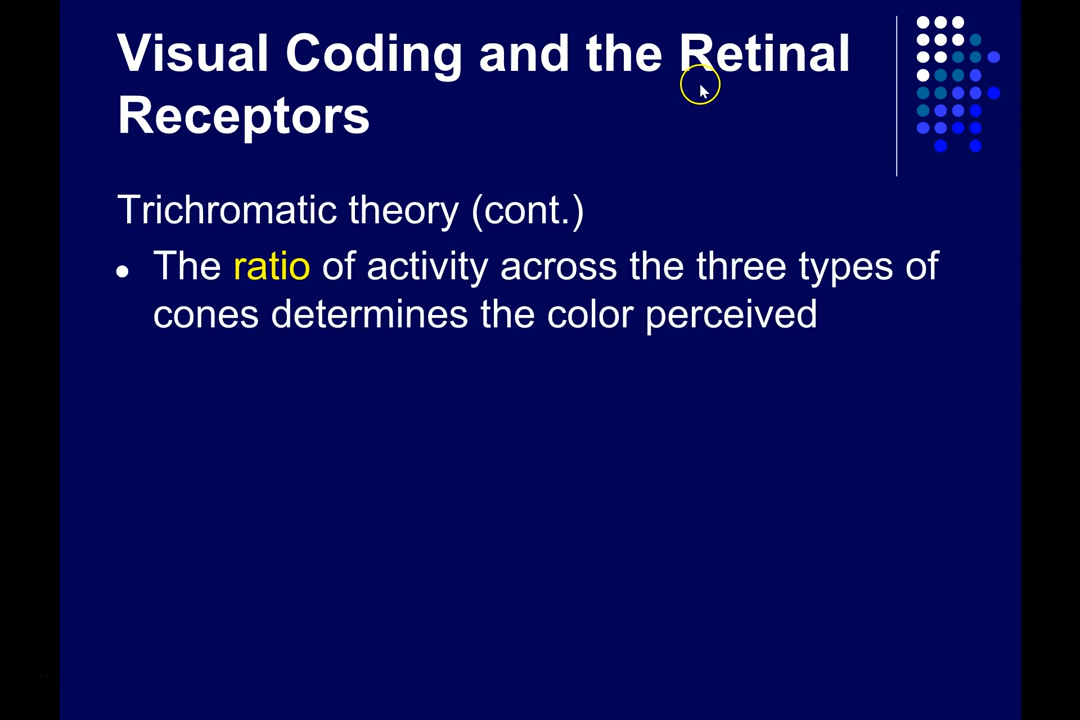 Visual Coding and the Retinal
Receptors
Trichromatic theory (cont.)
The ratio of activity across the three types of
cones determines the color perceived